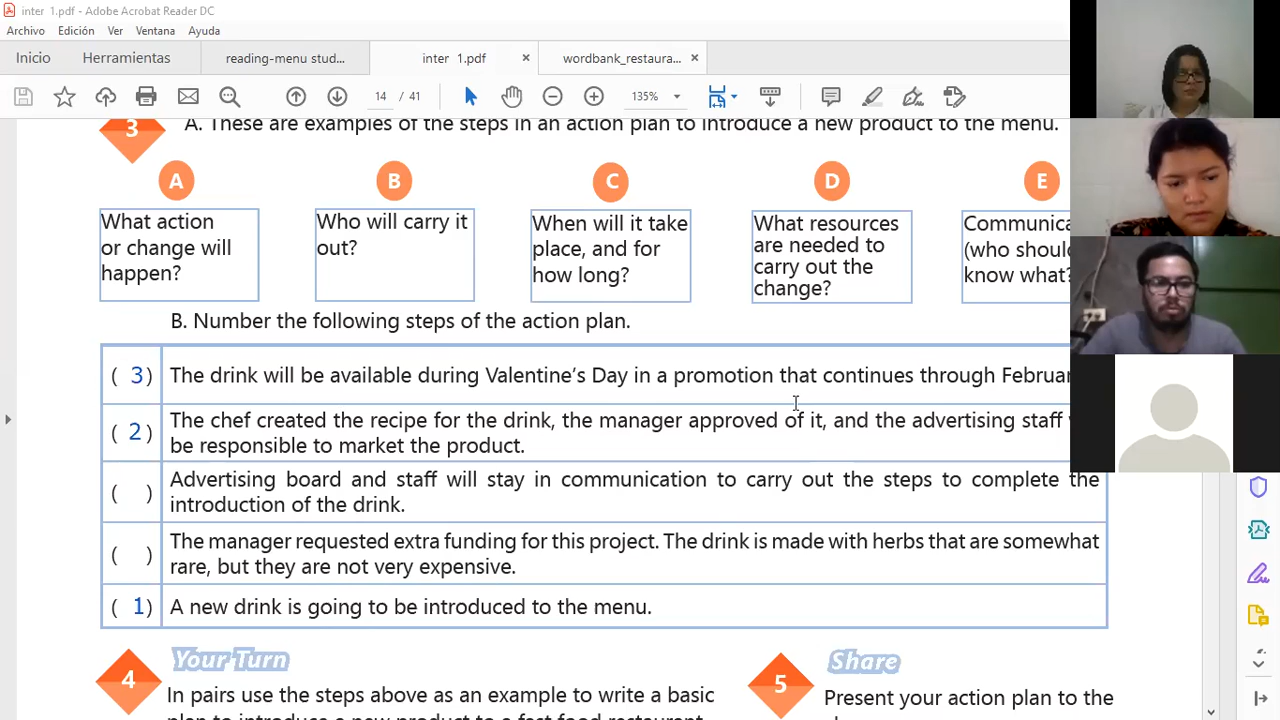 inter 1.pdf - Adobe Acrobat Reader DC
Archivo Edición Ver Ventana Ayuda
Inicio Herramientas reading-menu stud... inter 1.pdf × wordbank_restaura... ×
14 / 41 135%
3 A. These are examples of the steps in an action plan to introduce a new product to the menu.
A B C D E
What action
or change will
happen?
Who will carry it
out?
When will it take
place, and for
how long?
What resources
are needed to
carry out the
change?
(who
know what?
B. Number the following steps of the action plan.
( 3) The drink will be available during Valentine's Day in a promotion that continues through
( 2) The chef created the recipe for the drink, the manager approved of it, and the advertising staff
be responsible to market the product.
( ) Advertising board and staff will stay in communication to carry out the steps to complete the
introduction of the drink.
( ) The manager requested extra funding for this project. The drink is made with herbs that are somewhat
rare, but they are not very expensive.
( 1) A new drink is going to be introduced to the menu.
4 Your Turn
In pairs use the steps above as an example to write a basic
plan to introduce a new product to a fast food restaurant
5 Share
Present your action plan to the